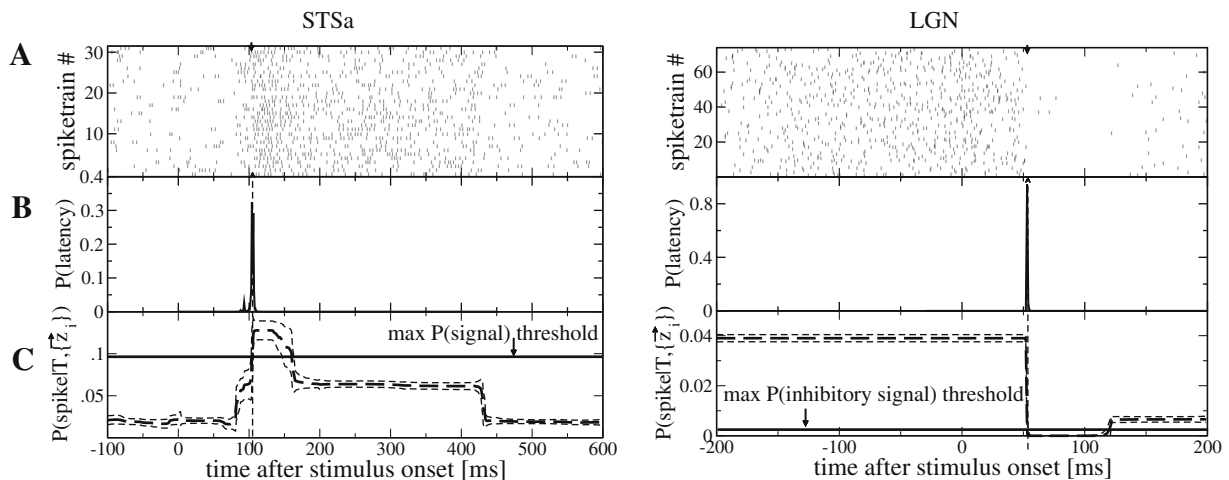 STSa
LGN
A
spiketrain #
30
20
10
spiketrain #
60
40
20
B
P(latency)
0.4
0.3
0.2
0.1
0
P(latency)
0.8
0.4
0
C
P(spike|T,{z⃗_i})
.1
.05
max P(signal) threshold
-100 0 100 200 300 400 500 600
time after stimulus onset [ms]
P(spike|T,{z⃗_i})
0.04
0.02
0
max P(inhibitory signal) threshold
-200 -100 0 100 200
time after stimulus onset [ms]